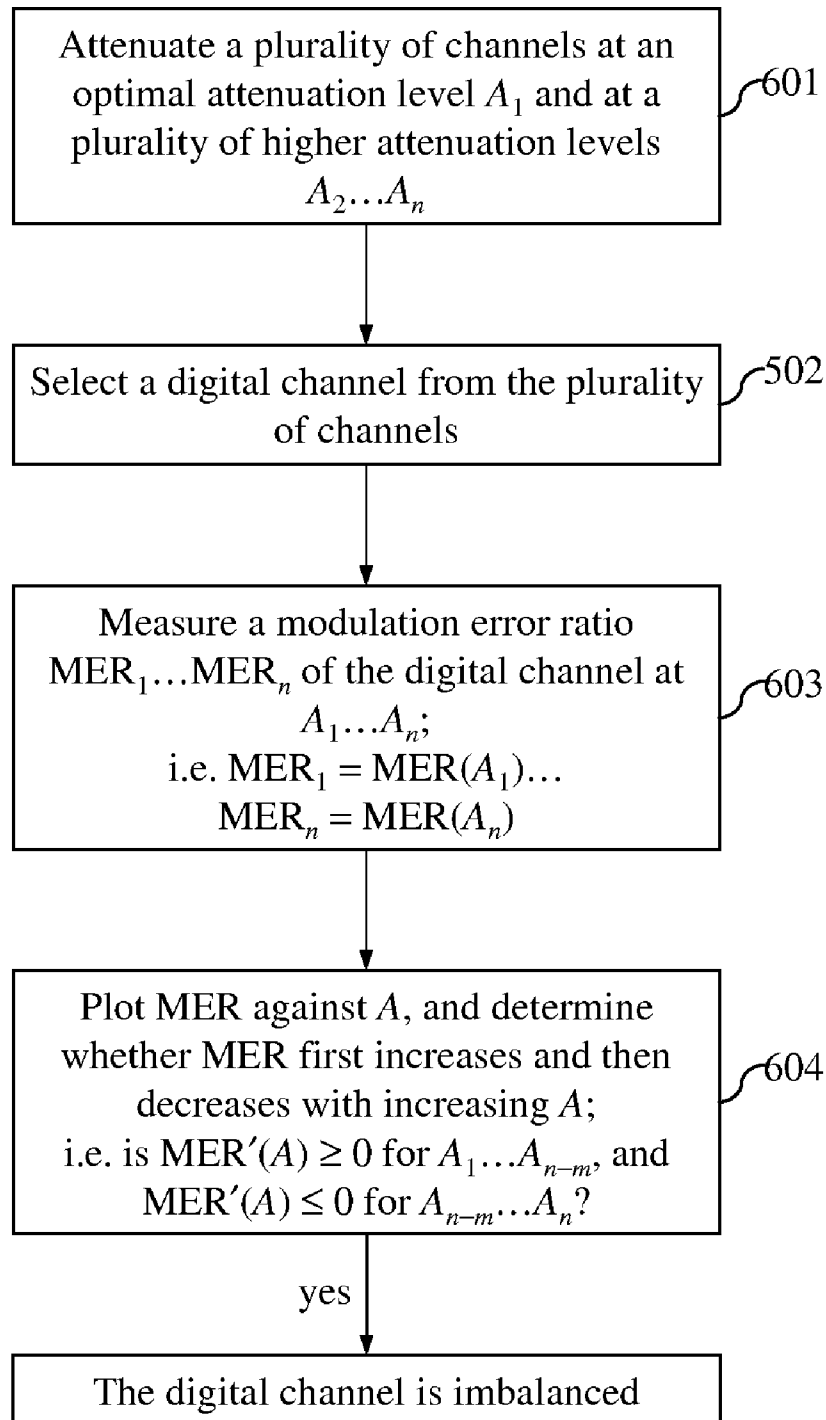 Attenuate a plurality of channels at an
optimal attenuation level A₁ and at a
plurality of higher attenuation levels
A₂…Aₙ
601
Select a digital channel from the plurality
of channels
502
Measure a modulation error ratio
MER₁…MERₙ of the digital channel at
A₁…Aₙ;
i.e. MER₁ = MER(A₁)…
MERₙ = MER(Aₙ)
603
Plot MER against A, and determine
whether MER first increases and then
decreases with increasing A;
i.e. is MER′(A) ≥ 0 for A₁…Aₙ₋ₘ, and
MER′(A) ≤ 0 for Aₙ₋ₘ…Aₙ?
604
yes
The digital channel is imbalanced